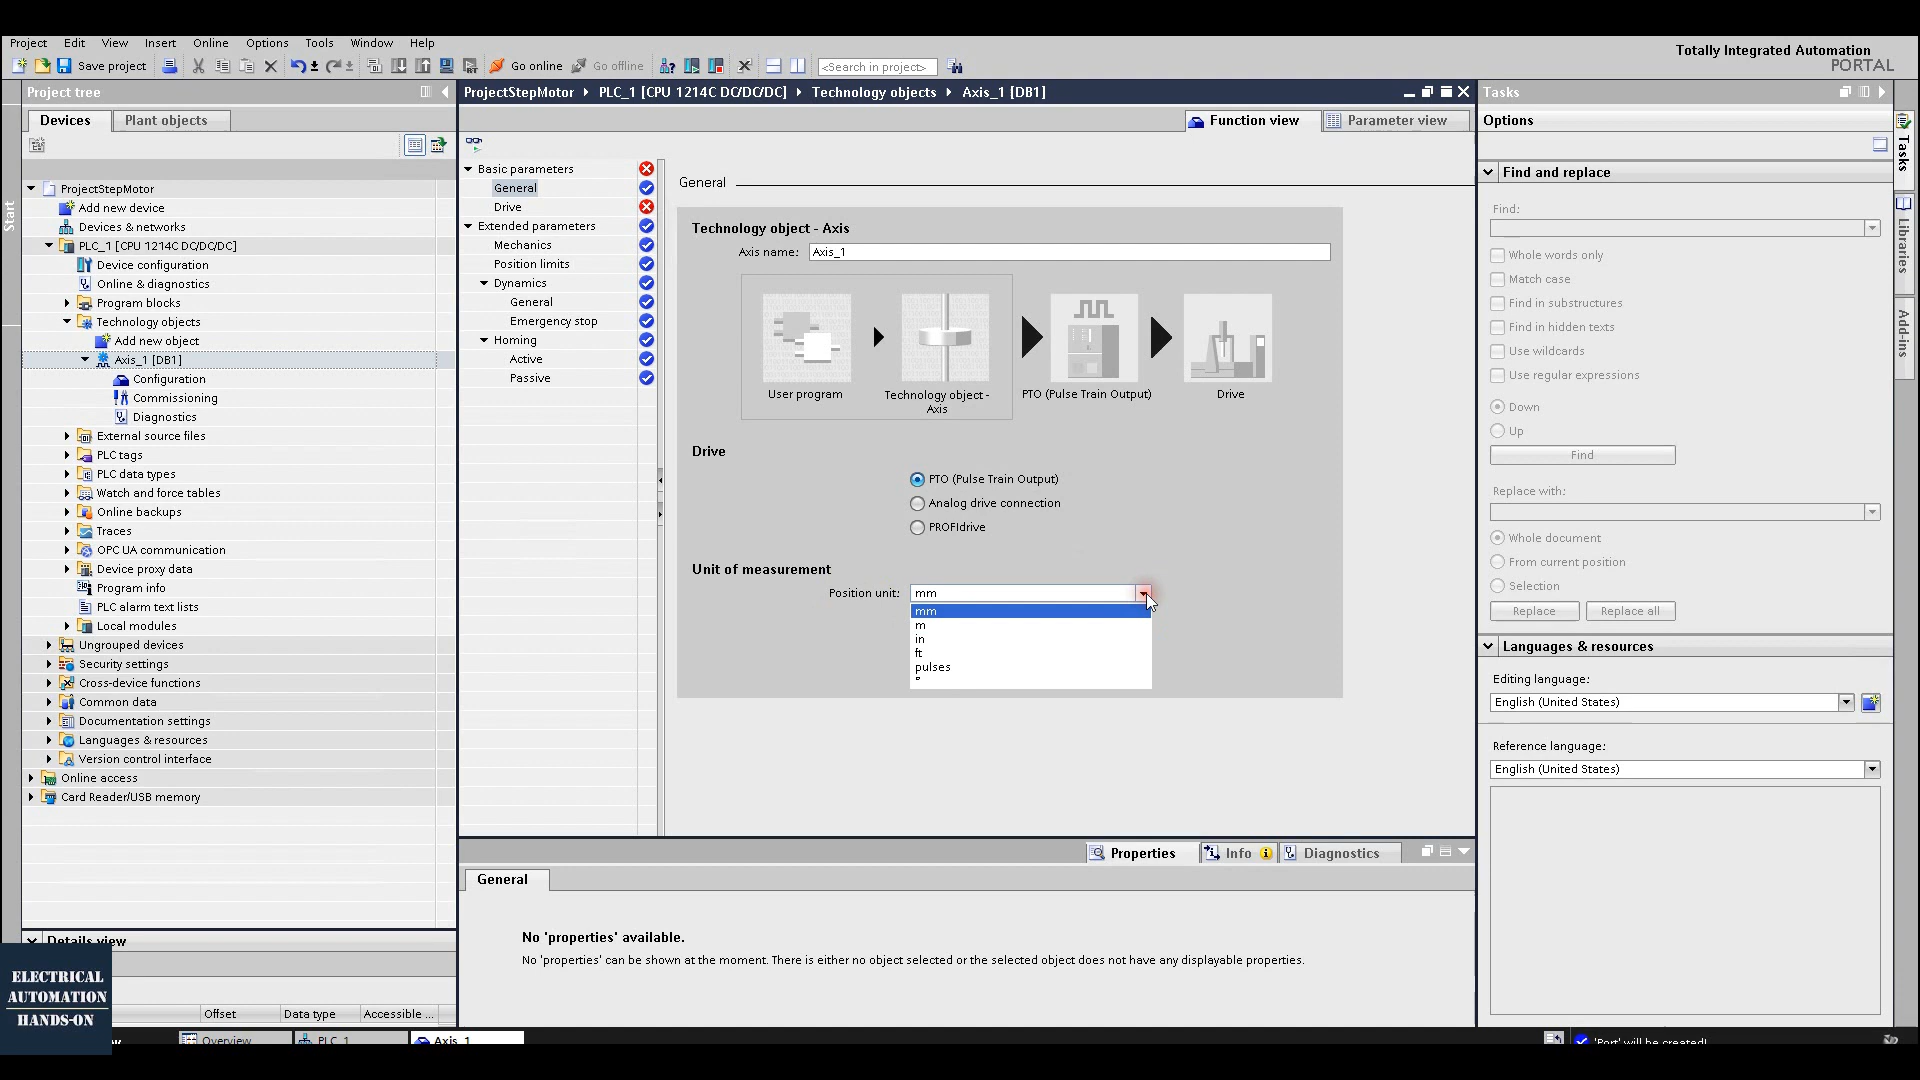 Project Edit View Insert Online Options Tools Window Help
Totally Integrated Automation
PORTAL
Save project
Go online
Go offline
<Search in project>
Project tree
ProjectStepMotor
PLC_1 [CPU 1214C DC/DC/DC]
Technology objects
Axis_1 [DB1]
Tasks
Devices
Plant objects
Function view
Parameter view
Options
Start
ProjectStepMotor
Add new device
Devices & networks
PLC_1 [CPU 1214C DC/DC/DC]
Device configuration
Online & diagnostics
Program blocks
Technology objects
Add new object
Axis_1 [DB1]
Configuration
Commissioning
Diagnostics
External source files
PLC tags
PLC data types
Watch and force tables
Online backups
Traces
OPC UA communication
Device proxy data
Program info
PLC alarm text lists
Local modules
Ungrouped devices
Security settings
Cross-device functions
Common data
Documentation settings
Languages & resources
Version control interface
Online access
Card Reader/USB memory
Details view
Offset
Data type
Accessible ...
ELECTRICAL
AUTOMATION
HANDS-ON
Basic parameters
General
Drive
Extended parameters
Mechanics
Position limits
Dynamics
General
Emergency stop
Homing
Active
Passive
General
Technology object - Axis
Axis name:
Axis_1
User program
Technology object -
Axis
PTO (Pulse Train Output)
Drive
Drive
PTO (Pulse Train Output)
Analog drive connection
PROFIdrive
Unit of measurement
Position unit:
mm
mm
m
in
ft
pulses
°
Properties
Info
Diagnostics
General
No 'properties' available.
No 'properties' can be shown at the moment. There is either no object selected or the selected object does not have any displayable properties.
Find and replace
Find:
Whole words only
Match case
Find in substructures
Find in hidden texts
Use wildcards
Use regular expressions
Down
Up
Find
Replace with:
Whole document
From current position
Selection
Replace
Replace all
Languages & resources
Editing language:
English (United States)
Reference language:
English (United States)
Tasks
Libraries
Add-ins
Overview
PLC_1
Axis_1
'Port' will be created!